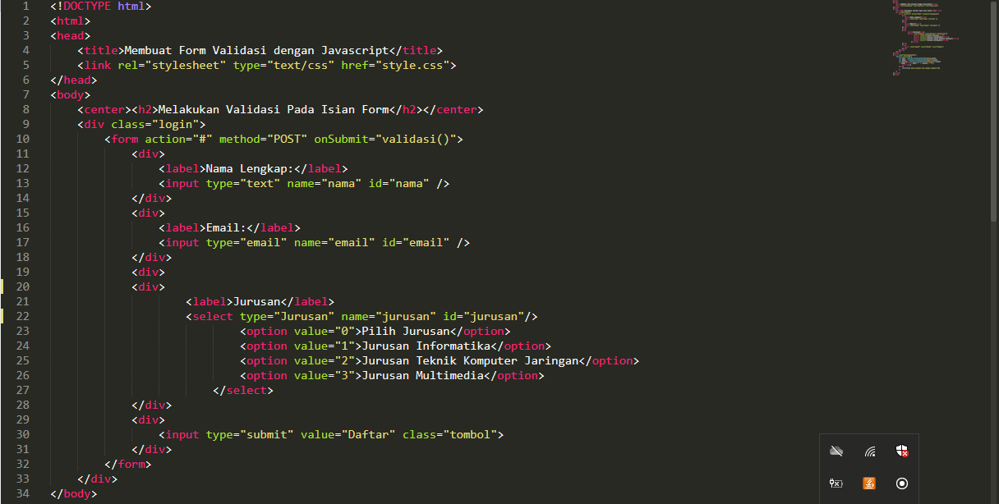 1 <!DOCTYPE html>
2 <html>
3 <head>
4 <title>Membuat Form Validasi dengan Javascript</title>
5 <link rel="stylesheet" type="text/css" href="style.css">
6 </head>
7 <body>
8 <center><h2>Melakukan Validasi Pada Isian Form</h2></center>
9 <div class="login">
10 <form action="#" method="POST" onSubmit="validasi()">
11 <div>
12 <label>Nama Lengkap:</label>
13 <input type="text" name="nama" id="nama" />
14 </div>
15 <div>
16 <label>Email:</label>
17 <input type="email" name="email" id="email" />
18 </div>
19 <div>
20 <div>
21 <label>Jurusan</label>
22 <select type="Jurusan" name="jurusan" id="jurusan"/>
23 <option value="0">Pilih Jurusan</option>
24 <option value="1">Jurusan Informatika</option>
25 <option value="2">Jurusan Teknik Komputer Jaringan</option>
26 <option value="3">Jurusan Multimedia</option>
27 </select>
28 </div>
29 <div>
30 <input type="submit" value="Daftar" class="tombol">
31 </div>
32 </form>
33 </div>
34 </body>